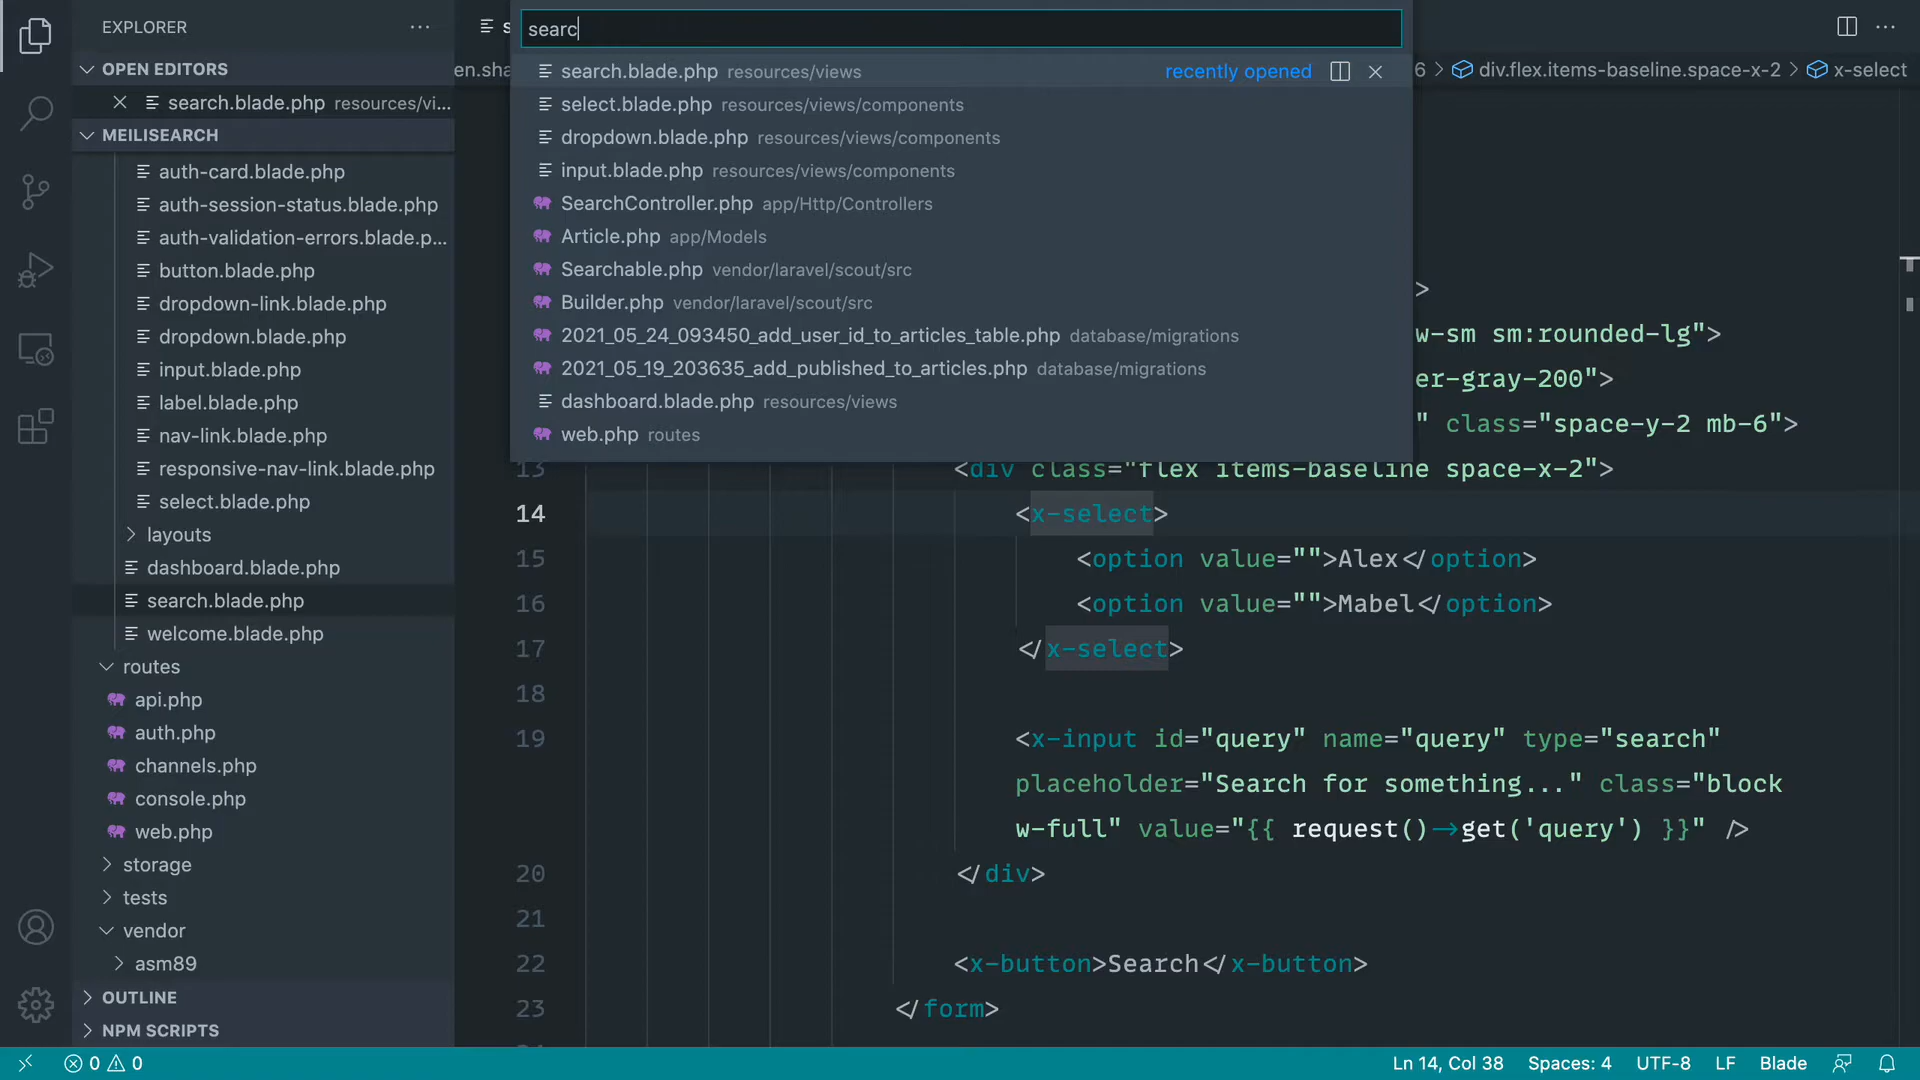 EXPLORER
OPEN EDITORS
search.blade.php resources/vi...
MEILISEARCH
auth-card.blade.php
auth-session-status.blade.php
auth-validation-errors.blade.p...
button.blade.php
dropdown-link.blade.php
dropdown.blade.php
input.blade.php
label.blade.php
nav-link.blade.php
responsive-nav-link.blade.php
select.blade.php
layouts
dashboard.blade.php
search.blade.php
welcome.blade.php
routes
api.php
auth.php
channels.php
console.php
web.php
storage
tests
vendor
asm89
OUTLINE
NPM SCRIPTS
searc
search.blade.php resources/views recently opened
select.blade.php resources/views/components
dropdown.blade.php resources/views/components
input.blade.php resources/views/components
SearchController.php app/Http/Controllers
Article.php app/Models
Searchable.php vendor/laravel/scout/src
Builder.php vendor/laravel/scout/src
2021_05_24_093450_add_user_id_to_articles_table.php database/migrations
2021_05_19_203635_add_published_to_articles.php database/migrations
dashboard.blade.php resources/views
web.php routes
en.sha
6 > div.flex.items-baseline.space-x-2 > x-select
>
w-sm sm:rounded-lg">
er-gray-200">
" class="space-y-2 mb-6">
13 <div class="flex items-baseline space-x-2">
14 <x-select>
15 <option value="">Alex</option>
16 <option value="">Mabel</option>
17 </x-select>
18
19 <x-input id="query" name="query" type="search"
placeholder="Search for something..." class="block
w-full" value="{{ request()->get('query') }}" />
20 </div>
21
22 <x-button>Search</x-button>
23 </form>
0 0
Ln 14, Col 38 Spaces: 4 UTF-8 LF Blade